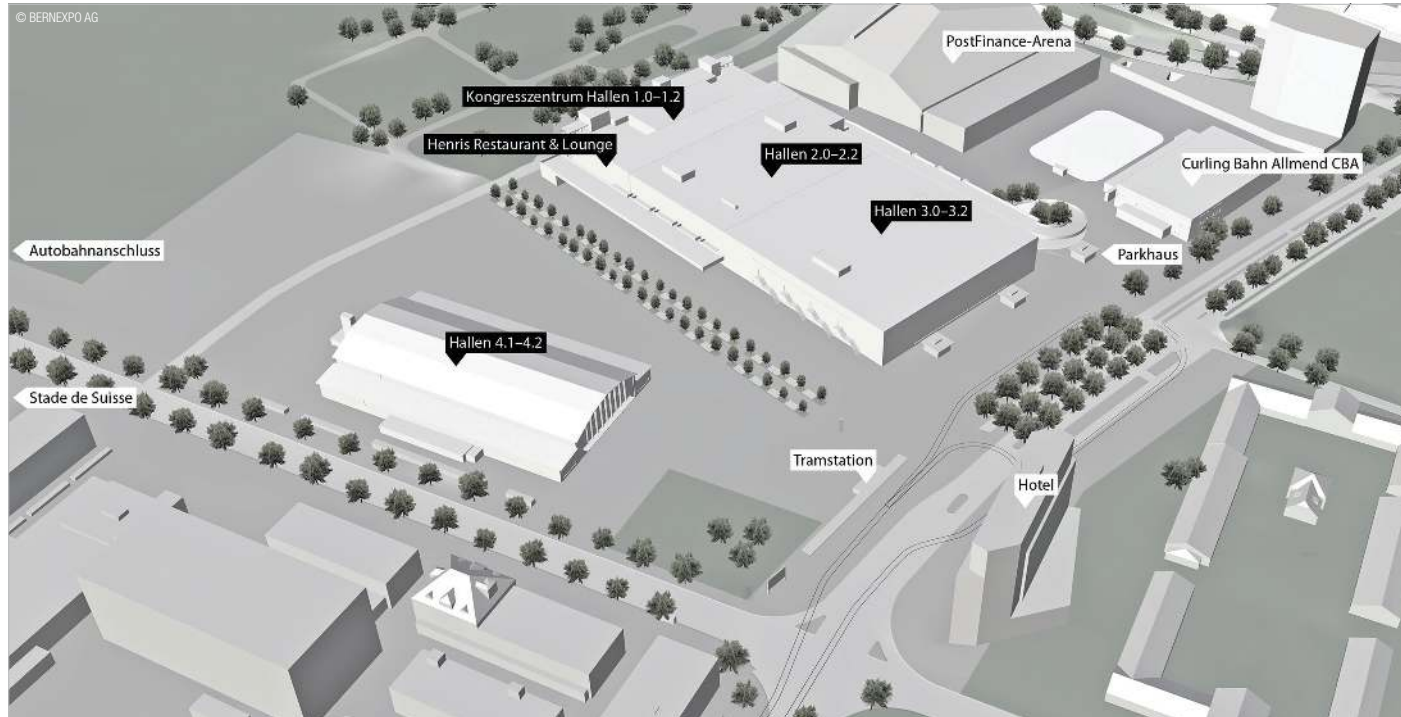 © BERNEXPO AG
PostFinance-Arena
Kongresszentrum Hallen 1.0–1.2
Henris Restaurant & Lounge
Hallen 2.0–2.2
Curling Bahn Allmend CBA
Hallen 3.0–3.2
Autobahnanschluss
Parkhaus
Hallen 4.1–4.2
Stade de Suisse
Tramstation
Hotel